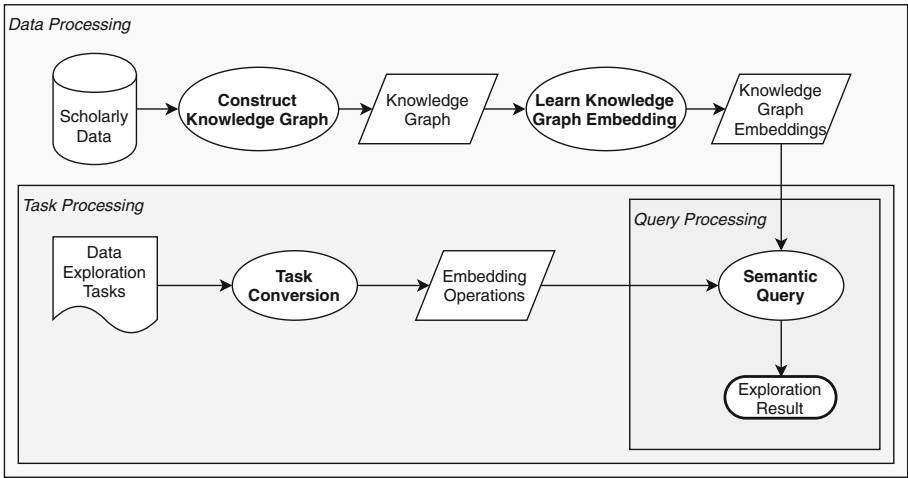 Data Processing
Scholarly
Data
Construct
Knowledge Graph
Knowledge
Graph
Learn Knowledge
Graph Embedding
Knowledge
Graph
Embeddings
Task Processing
Data
Exploration
Tasks
Task
Conversion
Embedding
Operations
Query Processing
Semantic
Query
Exploration
Result